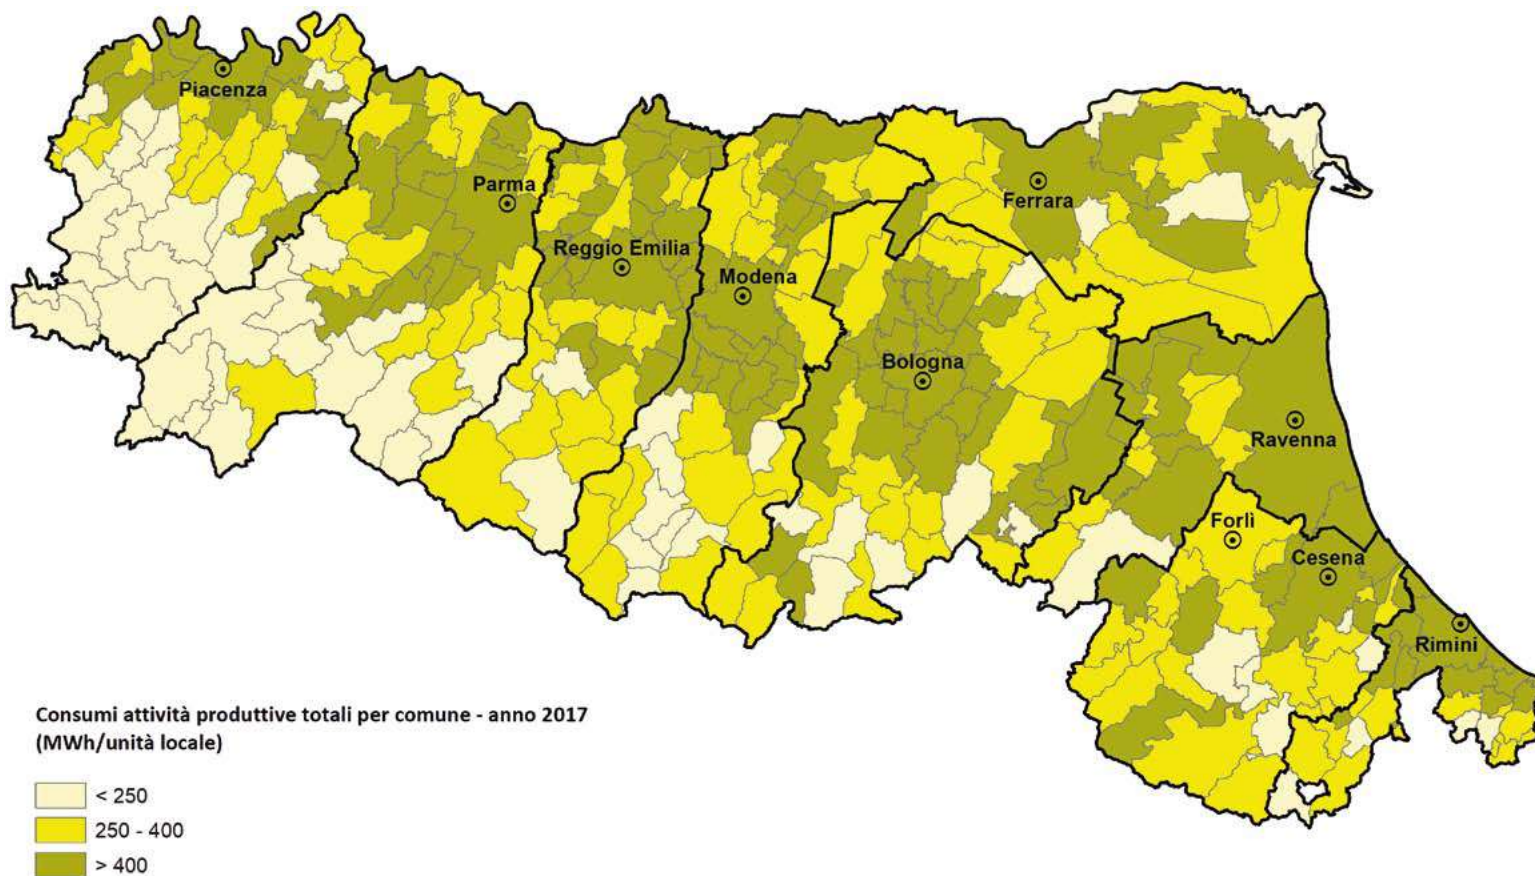 Piacenza
Parma
Ferrara
Reggio Emilia
Modena
Bologna
Ravenna
Forlì
Cesena
Rimini
Consumi attività produttive totali per comune - anno 2017
(MWh/unità locale)
< 250
250 - 400
> 400